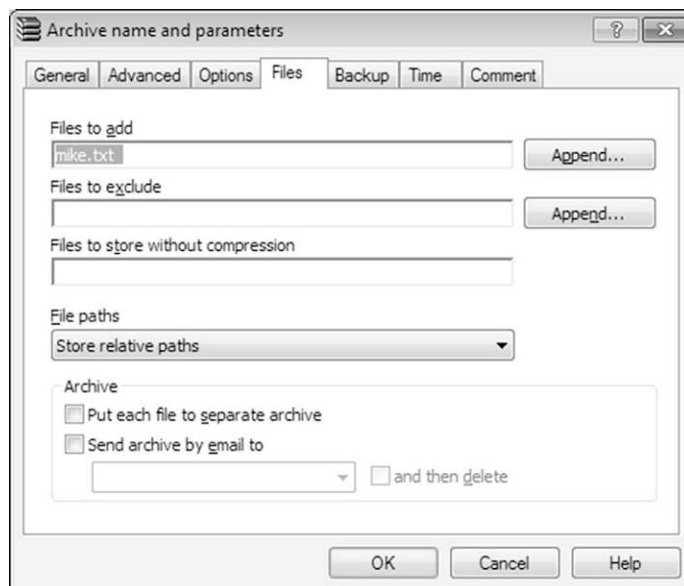 Archive name and parameters
General Advanced Options Files Backup Time Comment
Files to add
mike.txt Append...
Files to exclude
Append...
Files to store without compression
File paths
Store relative paths
Archive
Put each file to separate archive
Send archive by email to
and then delete
OK Cancel Help